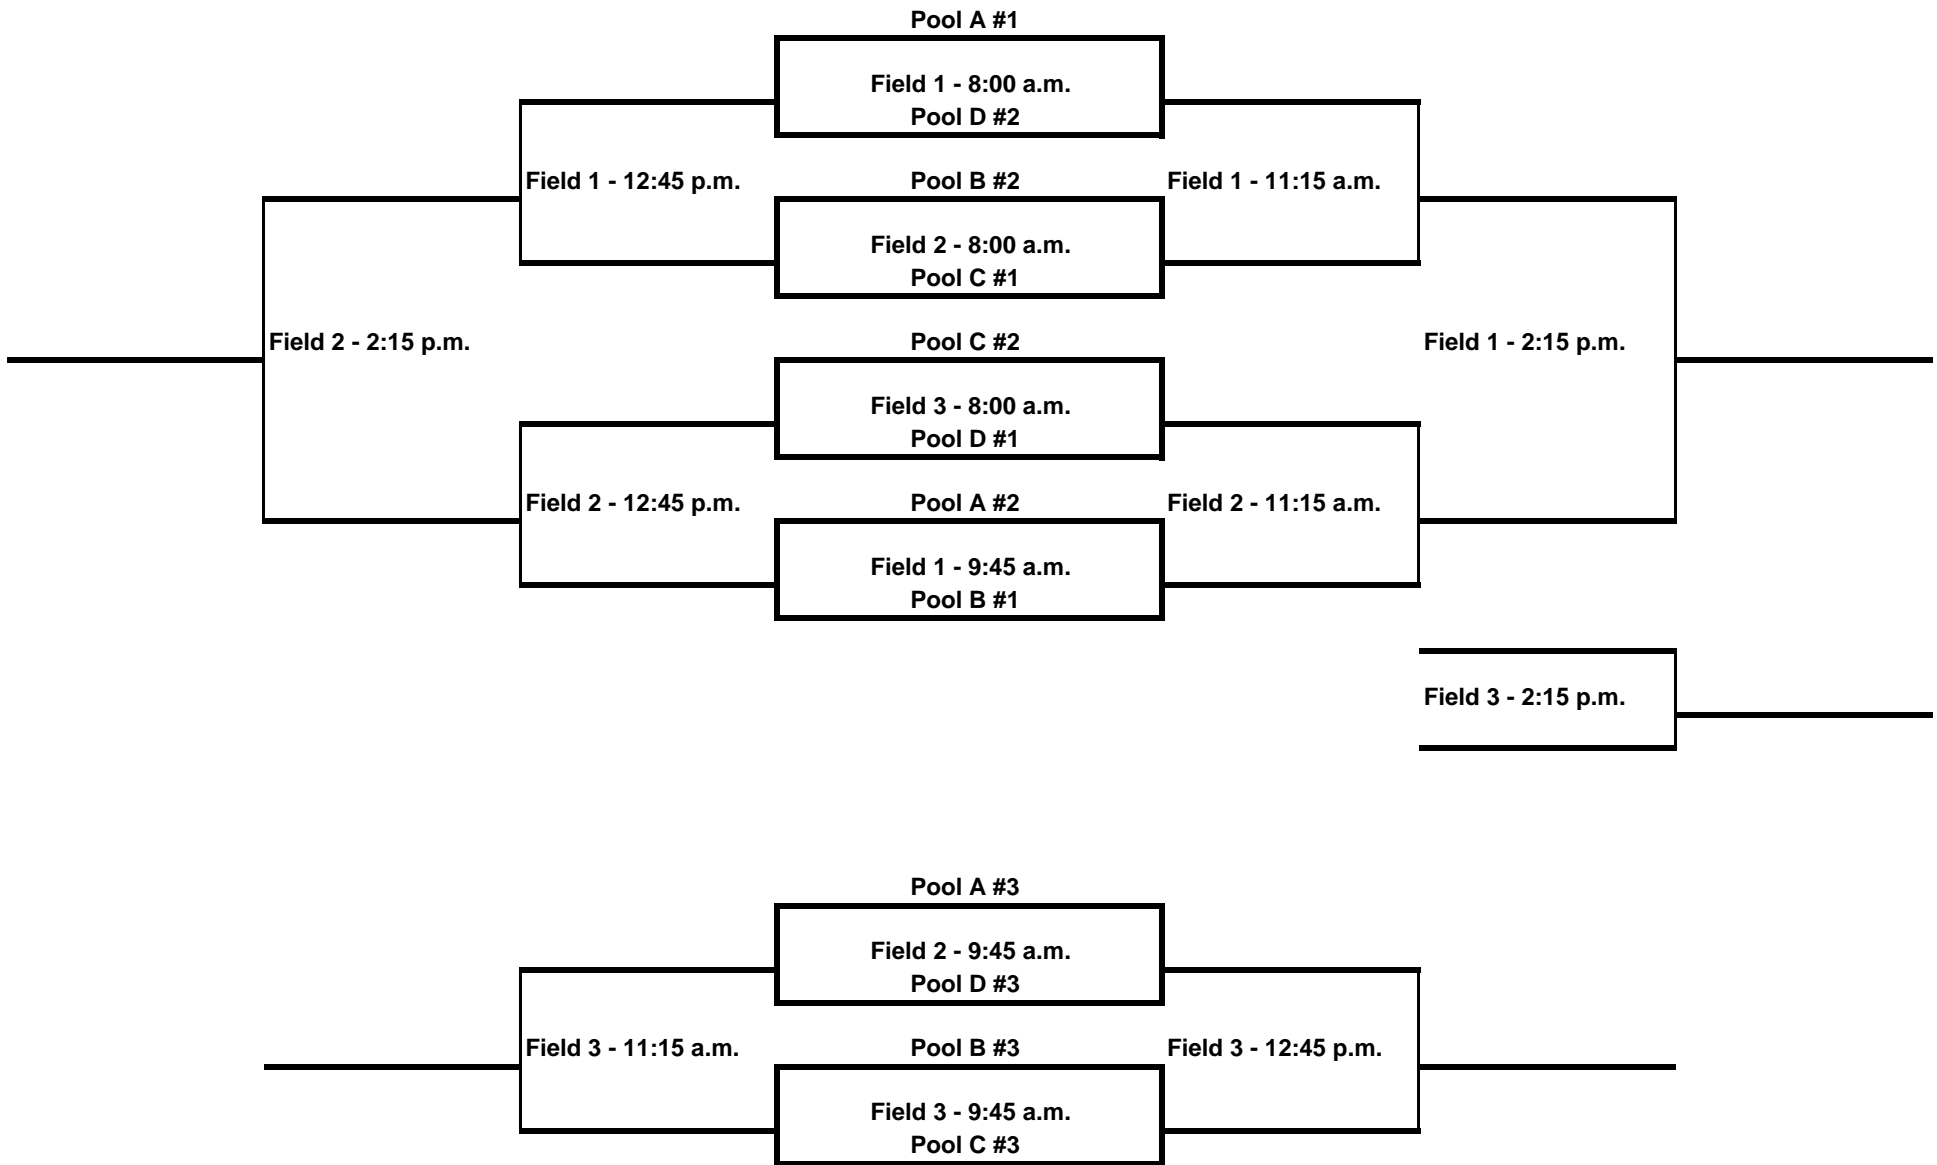 Pool A #1
Field 1 - 8:00 a.m.
Pool D #2
Field 1 - 12:45 p.m.
Pool B #2
Field 1 - 11:15 a.m.
Field 2 - 8:00 a.m.
Pool C #1
Field 2 - 2:15 p.m.
Pool C #2
Field 1 - 2:15 p.m.
Field 3 - 8:00 a.m.
Pool D #1
Field 2 - 12:45 p.m.
Pool A #2
Field 2 - 11:15 a.m.
Field 1 - 9:45 a.m.
Pool B #1
Field 3 - 2:15 p.m.
Pool A #3
Field 2 - 9:45 a.m.
Pool D #3
Field 3 - 11:15 a.m.
Pool B #3
Field 3 - 12:45 p.m.
Field 3 - 9:45 a.m.
Pool C #3